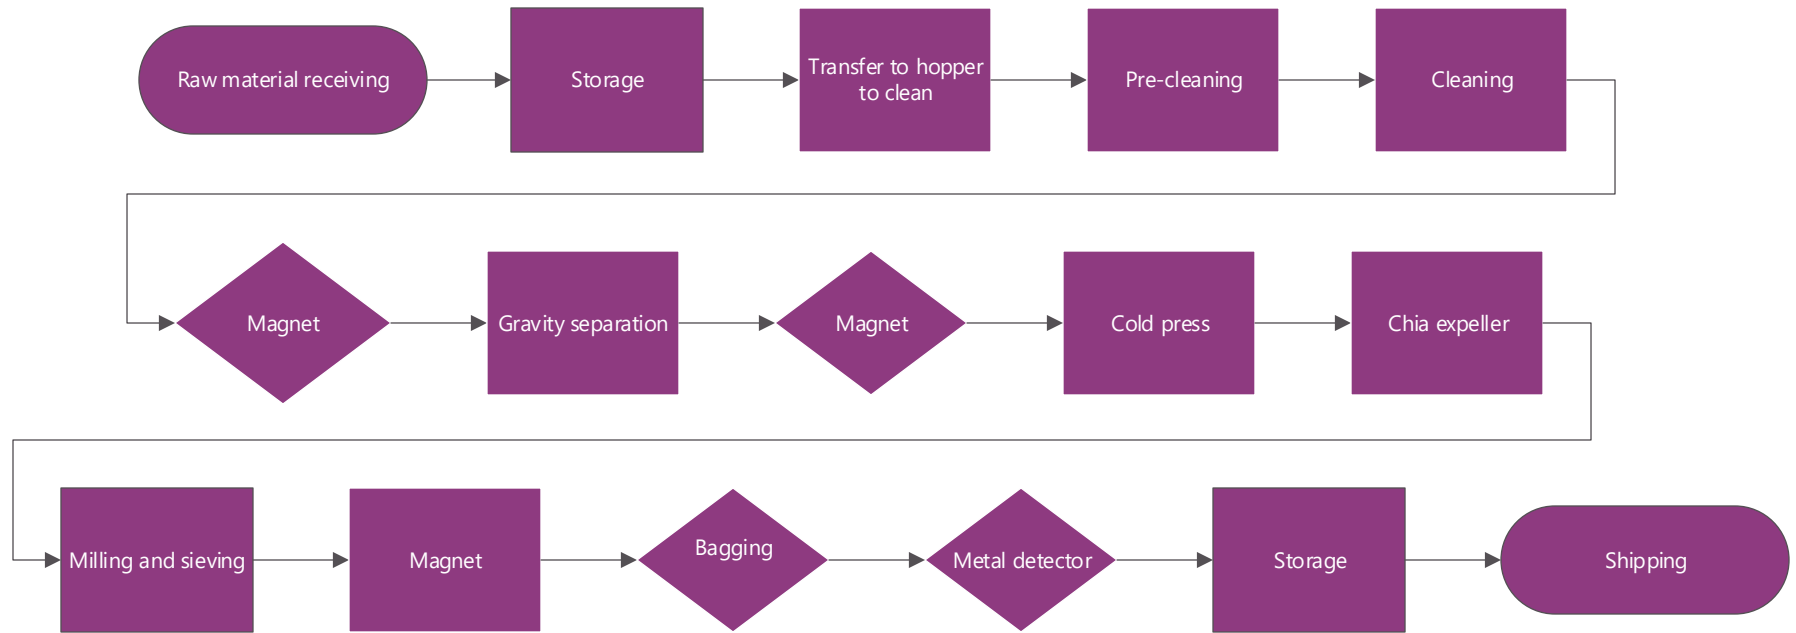 Raw material receiving
Storage
Transfer to hopper
to clean
Pre-cleaning
Cleaning
Magnet
Gravity separation
Magnet
Cold press
Chia expeller
Milling and sieving
Magnet
Bagging
Metal detector
Storage
Shipping